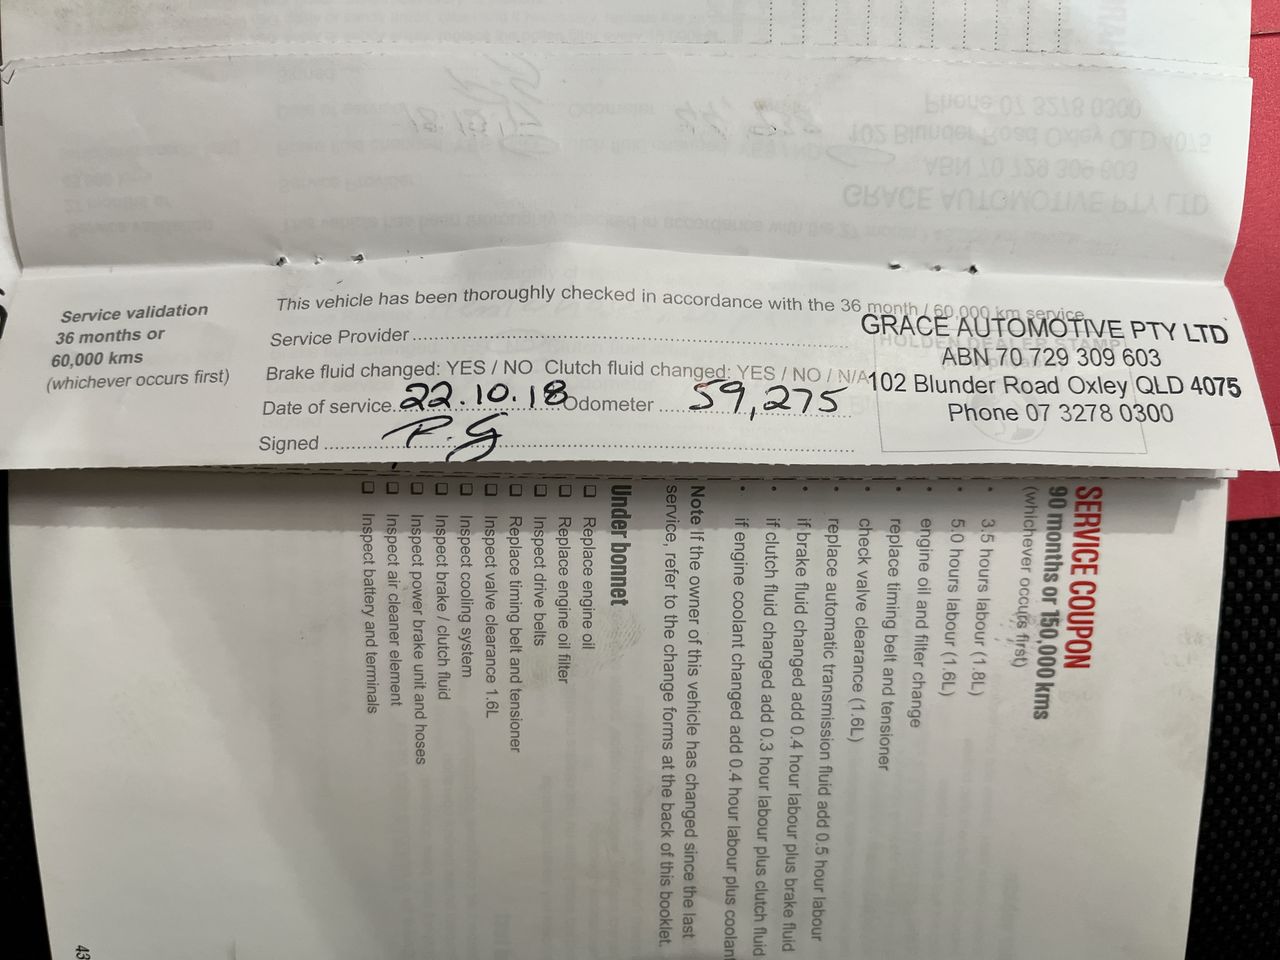 Service validation
36 months or
60,000 kms
(whichever occurs first)
This vehicle has been thoroughly checked in accordance with the 36 month / 60,000 km service
Service Provider
Brake fluid changed: YES / NO Clutch fluid changed: YES / NO / N/A
Date of service 22.10.18 Odometer 59,275
Signed P.G
HOLDEN DEALER STAMP
GRACE AUTOMOTIVE PTY LTD
ABN 70 729 309 603
102 Blunder Road Oxley QLD 4075
Phone 07 3278 0300
SERVICE COUPON
90 months or 150,000 kms
(whichever occurs first)
• 3.5 hours labour (1.8L)
• 5.0 hours labour (1.6L)
• engine oil and filter change
• replace timing belt and tensioner
• check valve clearance (1.6L)
• replace automatic transmission fluid add 0.5 hour labour
• if brake fluid changed add 0.4 hour labour plus brake fluid
• if clutch fluid changed add 0.3 hour labour plus clutch fluid
• if engine coolant changed add 0.4 hour labour plus coolant
Note If the owner of this vehicle has changed since the last
service, refer to the change forms at the back of this booklet.
Under bonnet
❑ Replace engine oil
❑ Replace engine oil filter
❑ Inspect drive belts
❑ Replace timing belt and tensioner
❑ Inspect valve clearance 1.6L
❑ Inspect cooling system
❑ Inspect brake / clutch fluid
❑ Inspect power brake unit and hoses
❑ Inspect air cleaner element
❑ Inspect battery and terminals
43